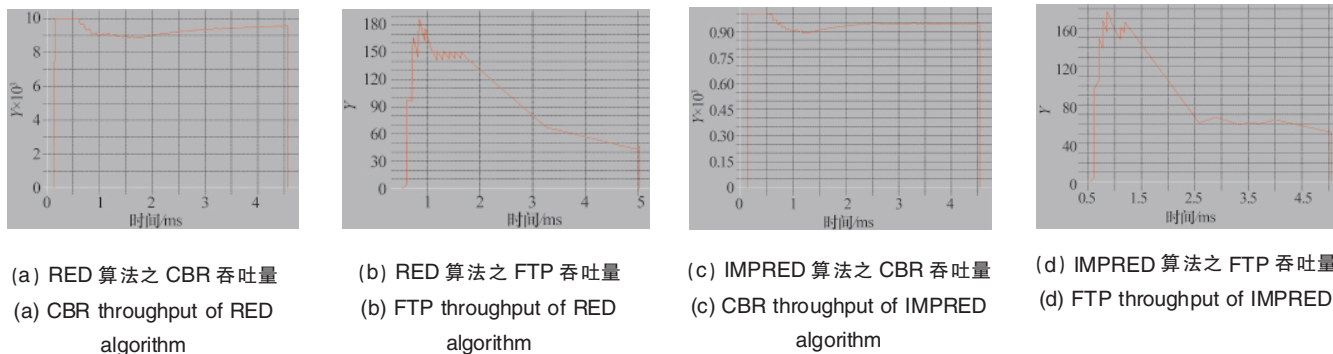 10
8
6
4
2
0
Y×10³
0 1 2 3 4
时间/ms
180
150
120
90
60
30
0
Y
1 2 3 4 5
时间/ms
0.90
0.75
0.60
0.45
0.30
0.15
0
Y×10³
0 1 2 3 4
时间/ms
160
120
80
40
0
Y
0.5 1.5 2.5 3.5 4.5
时间/ms
(a) RED 算法之 CBR 吞吐量
(a) CBR throughput of RED
algorithm
(b) RED 算法之 FTP 吞吐量
(b) FTP throughput of RED
algorithm
(c) IMPRED 算法之 CBR 吞吐量
(c) CBR throughput of IMPRED
algorithm
(d) IMPRED 算法之 FTP 吞吐量
(d) FTP throughput of IMPRED